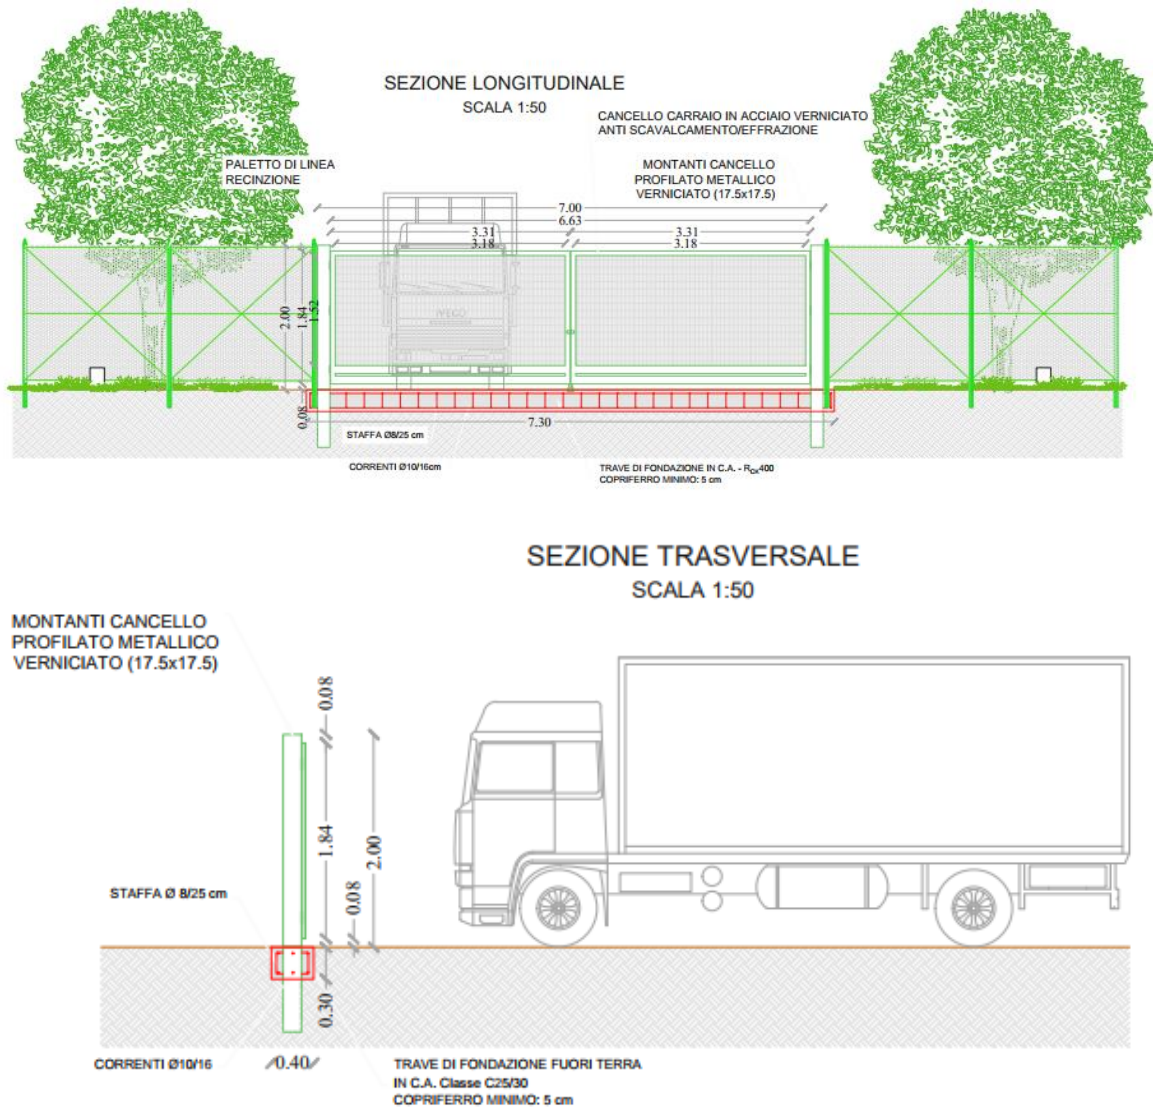 SEZIONE LONGITUDINALE
SCALA 1:50
CANCELLO CARRAIO IN ACCIAIO VERNICIATO
ANTI SCAVALCAMENTO/EFFRAZIONE
PALETTO DI LINEA
RECINZIONE
MONTANTI CANCELLO
PROFILATO METALLICO
VERNICIATO (17.5x17.5)
7.00
6.63
3.31 3.31
3.18 3.18
2.00
1.84
1.52
IVECO
0.08
7.30
STAFFA Ø8/25 cm
CORRENTI Ø10/16cm
TRAVE DI FONDAZIONE IN C.A. - RCK400
COPRIFERRO MINIMO: 5 cm
SEZIONE TRASVERSALE
SCALA 1:50
MONTANTI CANCELLO
PROFILATO METALLICO
VERNICIATO (17.5x17.5)
0.08
1.84
2.00
0.08
STAFFA Ø 8/25 cm
0.30
CORRENTI Ø10/16
0.40
TRAVE DI FONDAZIONE FUORI TERRA
IN C.A. Classe C25/30
COPRIFERRO MINIMO: 5 cm